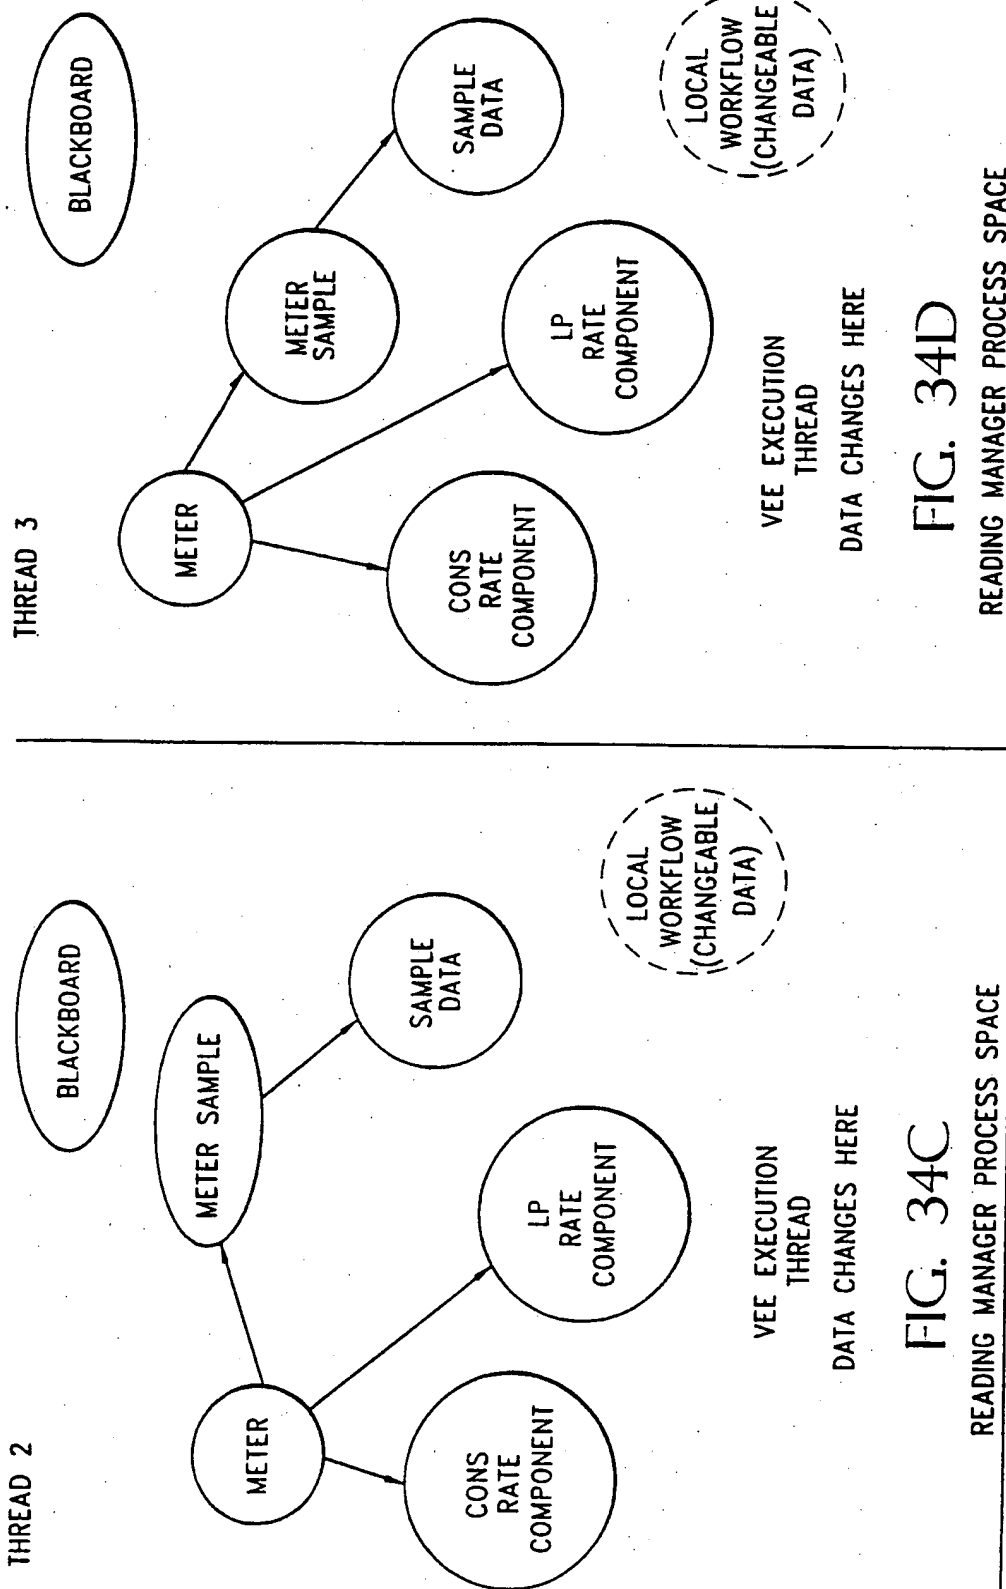 THREAD 2
BLACKBOARD
METER
METER SAMPLE
SAMPLE
DATA
CONS
RATE
COMPONENT
LP
RATE
COMPONENT
LOCAL
WORKFLOW
(CHANGEABLE
DATA)
VEE EXECUTION
THREAD
DATA CHANGES HERE
FIG. 34C
READING MANAGER PROCESS SPACE
THREAD 3
BLACKBOARD
METER
METER
SAMPLE
SAMPLE
DATA
CONS
RATE
COMPONENT
LP
RATE
COMPONENT
LOCAL
WORKFLOW
(CHANGEABLE
DATA)
VEE EXECUTION
THREAD
DATA CHANGES HERE
FIG. 34D
READING MANAGER PROCESS SPACE